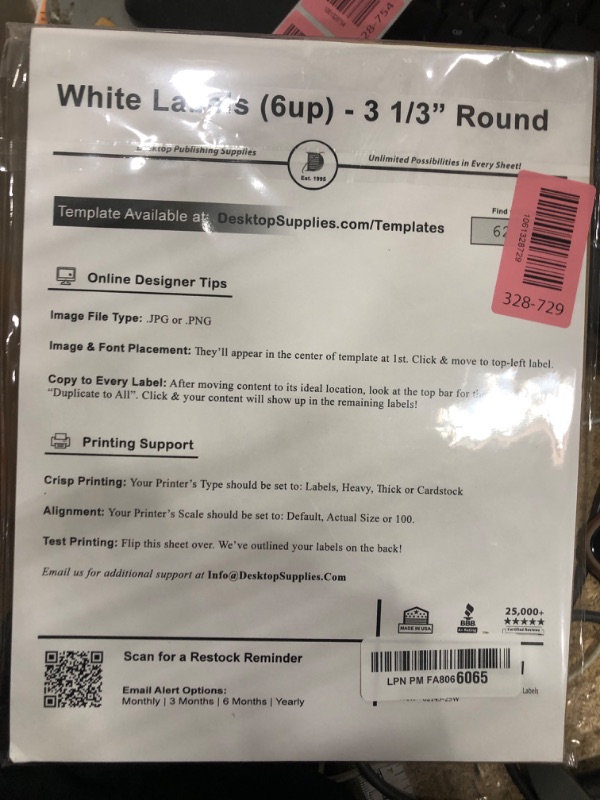 28-754
White Labels (6up) - 3 1/3” Round
Desktop Publishing Supplies
Est. 1995
Unlimited Possibilities in Every Sheet!
Template Available at: DesktopSupplies.com/Templates
Find
62
1061328729
328-729
Online Designer Tips
Image File Type: .JPG or .PNG
Image & Font Placement: They’ll appear in the center of template at 1st. Click & move to top-left label.
Copy to Every Label: After moving content to its ideal location, look at the top bar for
“Duplicate to All”. Click & your content will show up in the remaining labels!
Printing Support
Crisp Printing: Your Printer’s Type should be set to: Labels, Heavy, Thick or Cardstock
Alignment: Your Printer’s Scale should be set to: Default, Actual Size or 100.
Test Printing: Flip this sheet over. We’ve outlined your labels on the back!
Email us for additional support at Info@DesktopSupplies.Com
MADE IN USA
BBB
25,000+
Scan for a Restock Reminder
Email Alert Options:
Monthly | 3 Months | 6 Months | Yearly
LPN PM FA8066065
Labels